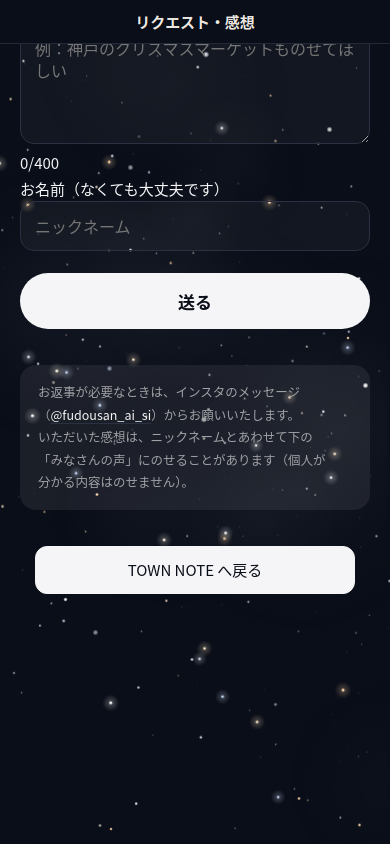 リクエスト・感想
例：神戸のクリスマスマーケットものせてほ
しい
0/400
お名前（なくても大丈夫です）
ニックネーム
送る
お返事が必要なときは、インスタのメッセージ
（@fudousan_ai_si）からお願いいたします。
いただいた感想は、ニックネームとあわせて下の
「みなさんの声」にのせることがあります（個人が
分かる内容はのせません）。
TOWN NOTE へ戻る